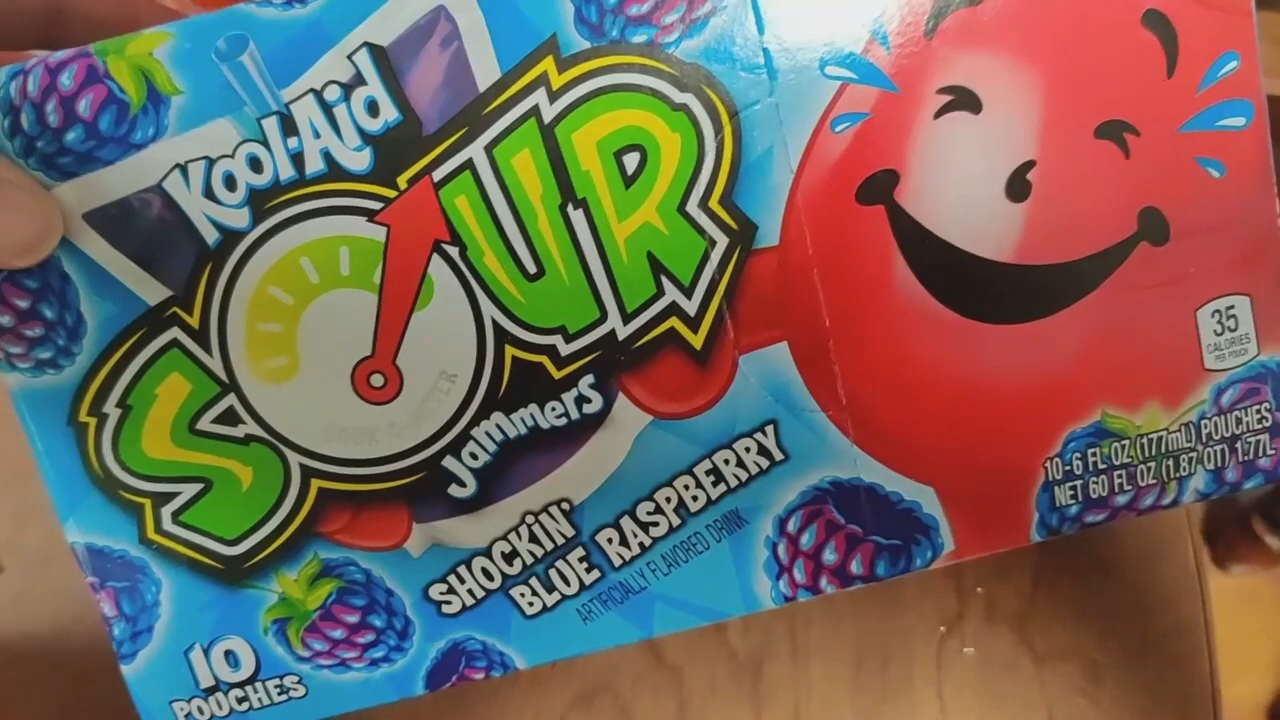 Kool-Aid
SOUR
Jammers
SHOCKIN'
BLUE RASPBERRY
ARTIFICIALLY FLAVORED DRINK
10
POUCHES
35
CALORIES
PER POUCH
10-6 FL OZ (177mL) POUCHES
NET 60 FL OZ (1.87 QT) 1.77L